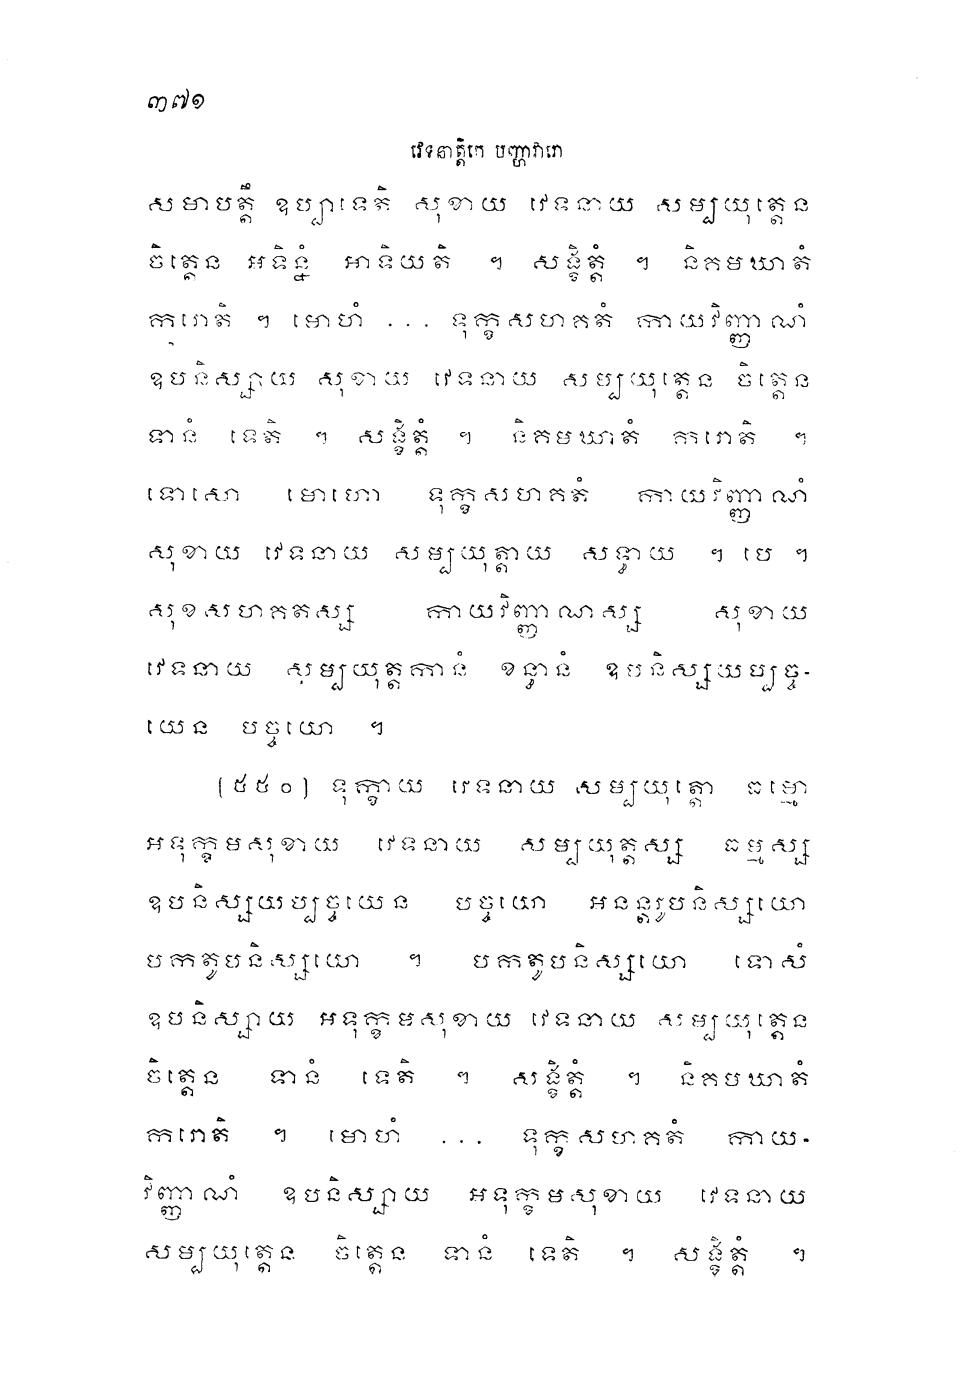 ៣៧១
វេទនាត្តិកេ បញ្ហាវារោ
សមាបត្តឹ ឧប្បាទេតិ សុខាយ វេទនាយ សម្បយុត្តេន
ចិត្តេន អទិន្នំ អាទិយតិ ។ សង្ខិត្តំ ។ និគមឃាតំ
ករោតិ ។ មោហំ ... ទុក្ខសហគតំ កាយវិញ្ញាណំ
ឧបនិស្សាយ សុខាយ វេទនាយ សម្បយុត្តេន ចិត្តេន
ទានំ ទេតិ ។ សង្ខិត្តំ ។ និគមឃាតំ ករោតិ ។
ទោសោ មោហោ ទុក្ខសហគតំ កាយវិញ្ញាណំ
សុខាយ វេទនាយ សម្បយុត្តាយ សទ្ធាយ ។ បេ ។
សុខសហគតស្ស កាយវិញ្ញាណស្ស សុខាយ
វេទនាយ សម្បយុត្តកានំ ខន្ធានំ ឧបនិស្សយប្បច្ច-
យេន បច្ចយោ ។
(៥៥០) ទុក្ខាយ វេទនាយ សម្បយុត្តោ ធម្មោ
អទុក្ខមសុខាយ វេទនាយ សម្បយុត្តស្ស ធម្មស្ស
ឧបនិស្សយប្បច្ចយេន បច្ចយោ អនន្តរូបនិស្សយោ
បកតូបនិស្សយោ ។ បកតូបនិស្សយោ ទោសំ
ឧបនិស្សាយ អទុក្ខមសុខាយ វេទនាយ សម្បយុត្តេន
ចិត្តេន ទានំ ទេតិ ។ សង្ខិត្តំ ។ និគមឃាតំ
ករោតិ ។ មោហំ ... ទុក្ខសហគតំ កាយ-
វិញ្ញាណំ ឧបនិស្សាយ អទុក្ខមសុខាយ វេទនាយ
សម្បយុត្តេន ចិត្តេន ទានំ ទេតិ ។ សង្ខិត្តំ ។